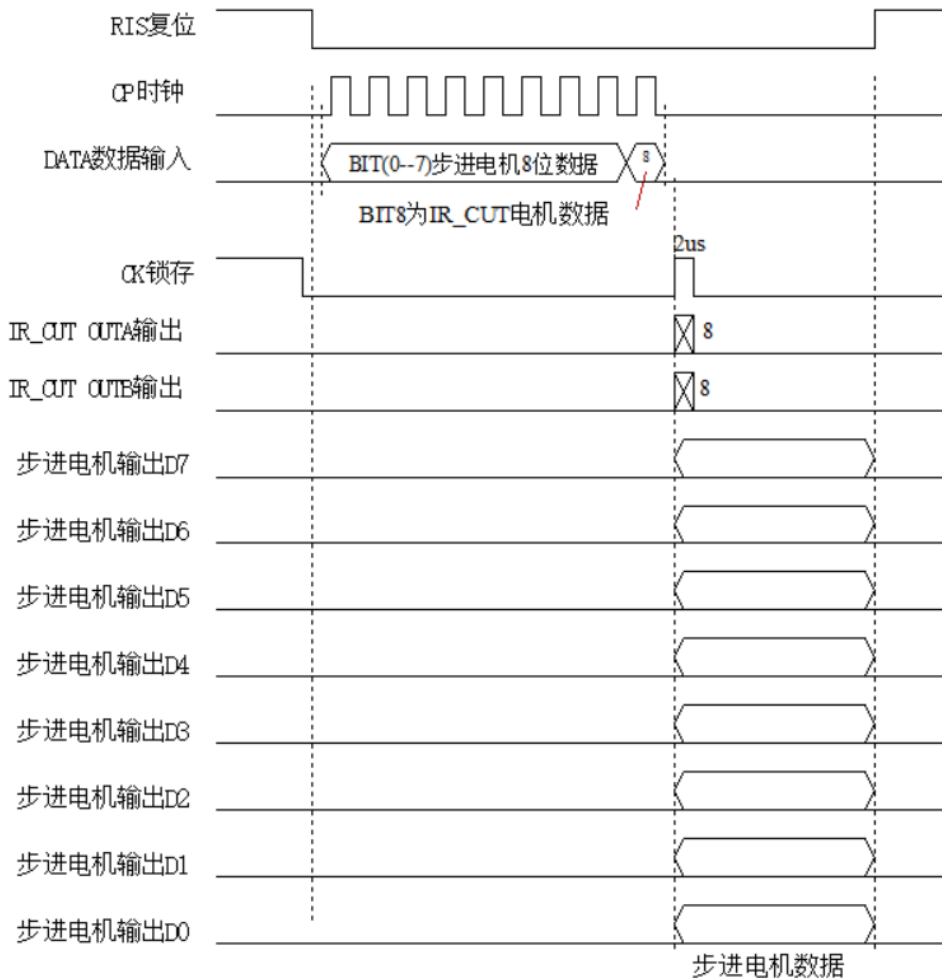 RIS复位
CP时钟
DATA数据输入
BIT(0--7)步进电机8位数据
8
BIT8为IR_CUT电机数据
2us
CK锁存
IR_CUT OUTA输出
8
IR_CUT OUTB输出
8
步进电机输出D7
步进电机输出D6
步进电机输出D5
步进电机输出D4
步进电机输出D3
步进电机输出D2
步进电机输出D1
步进电机输出D0
步进电机数据